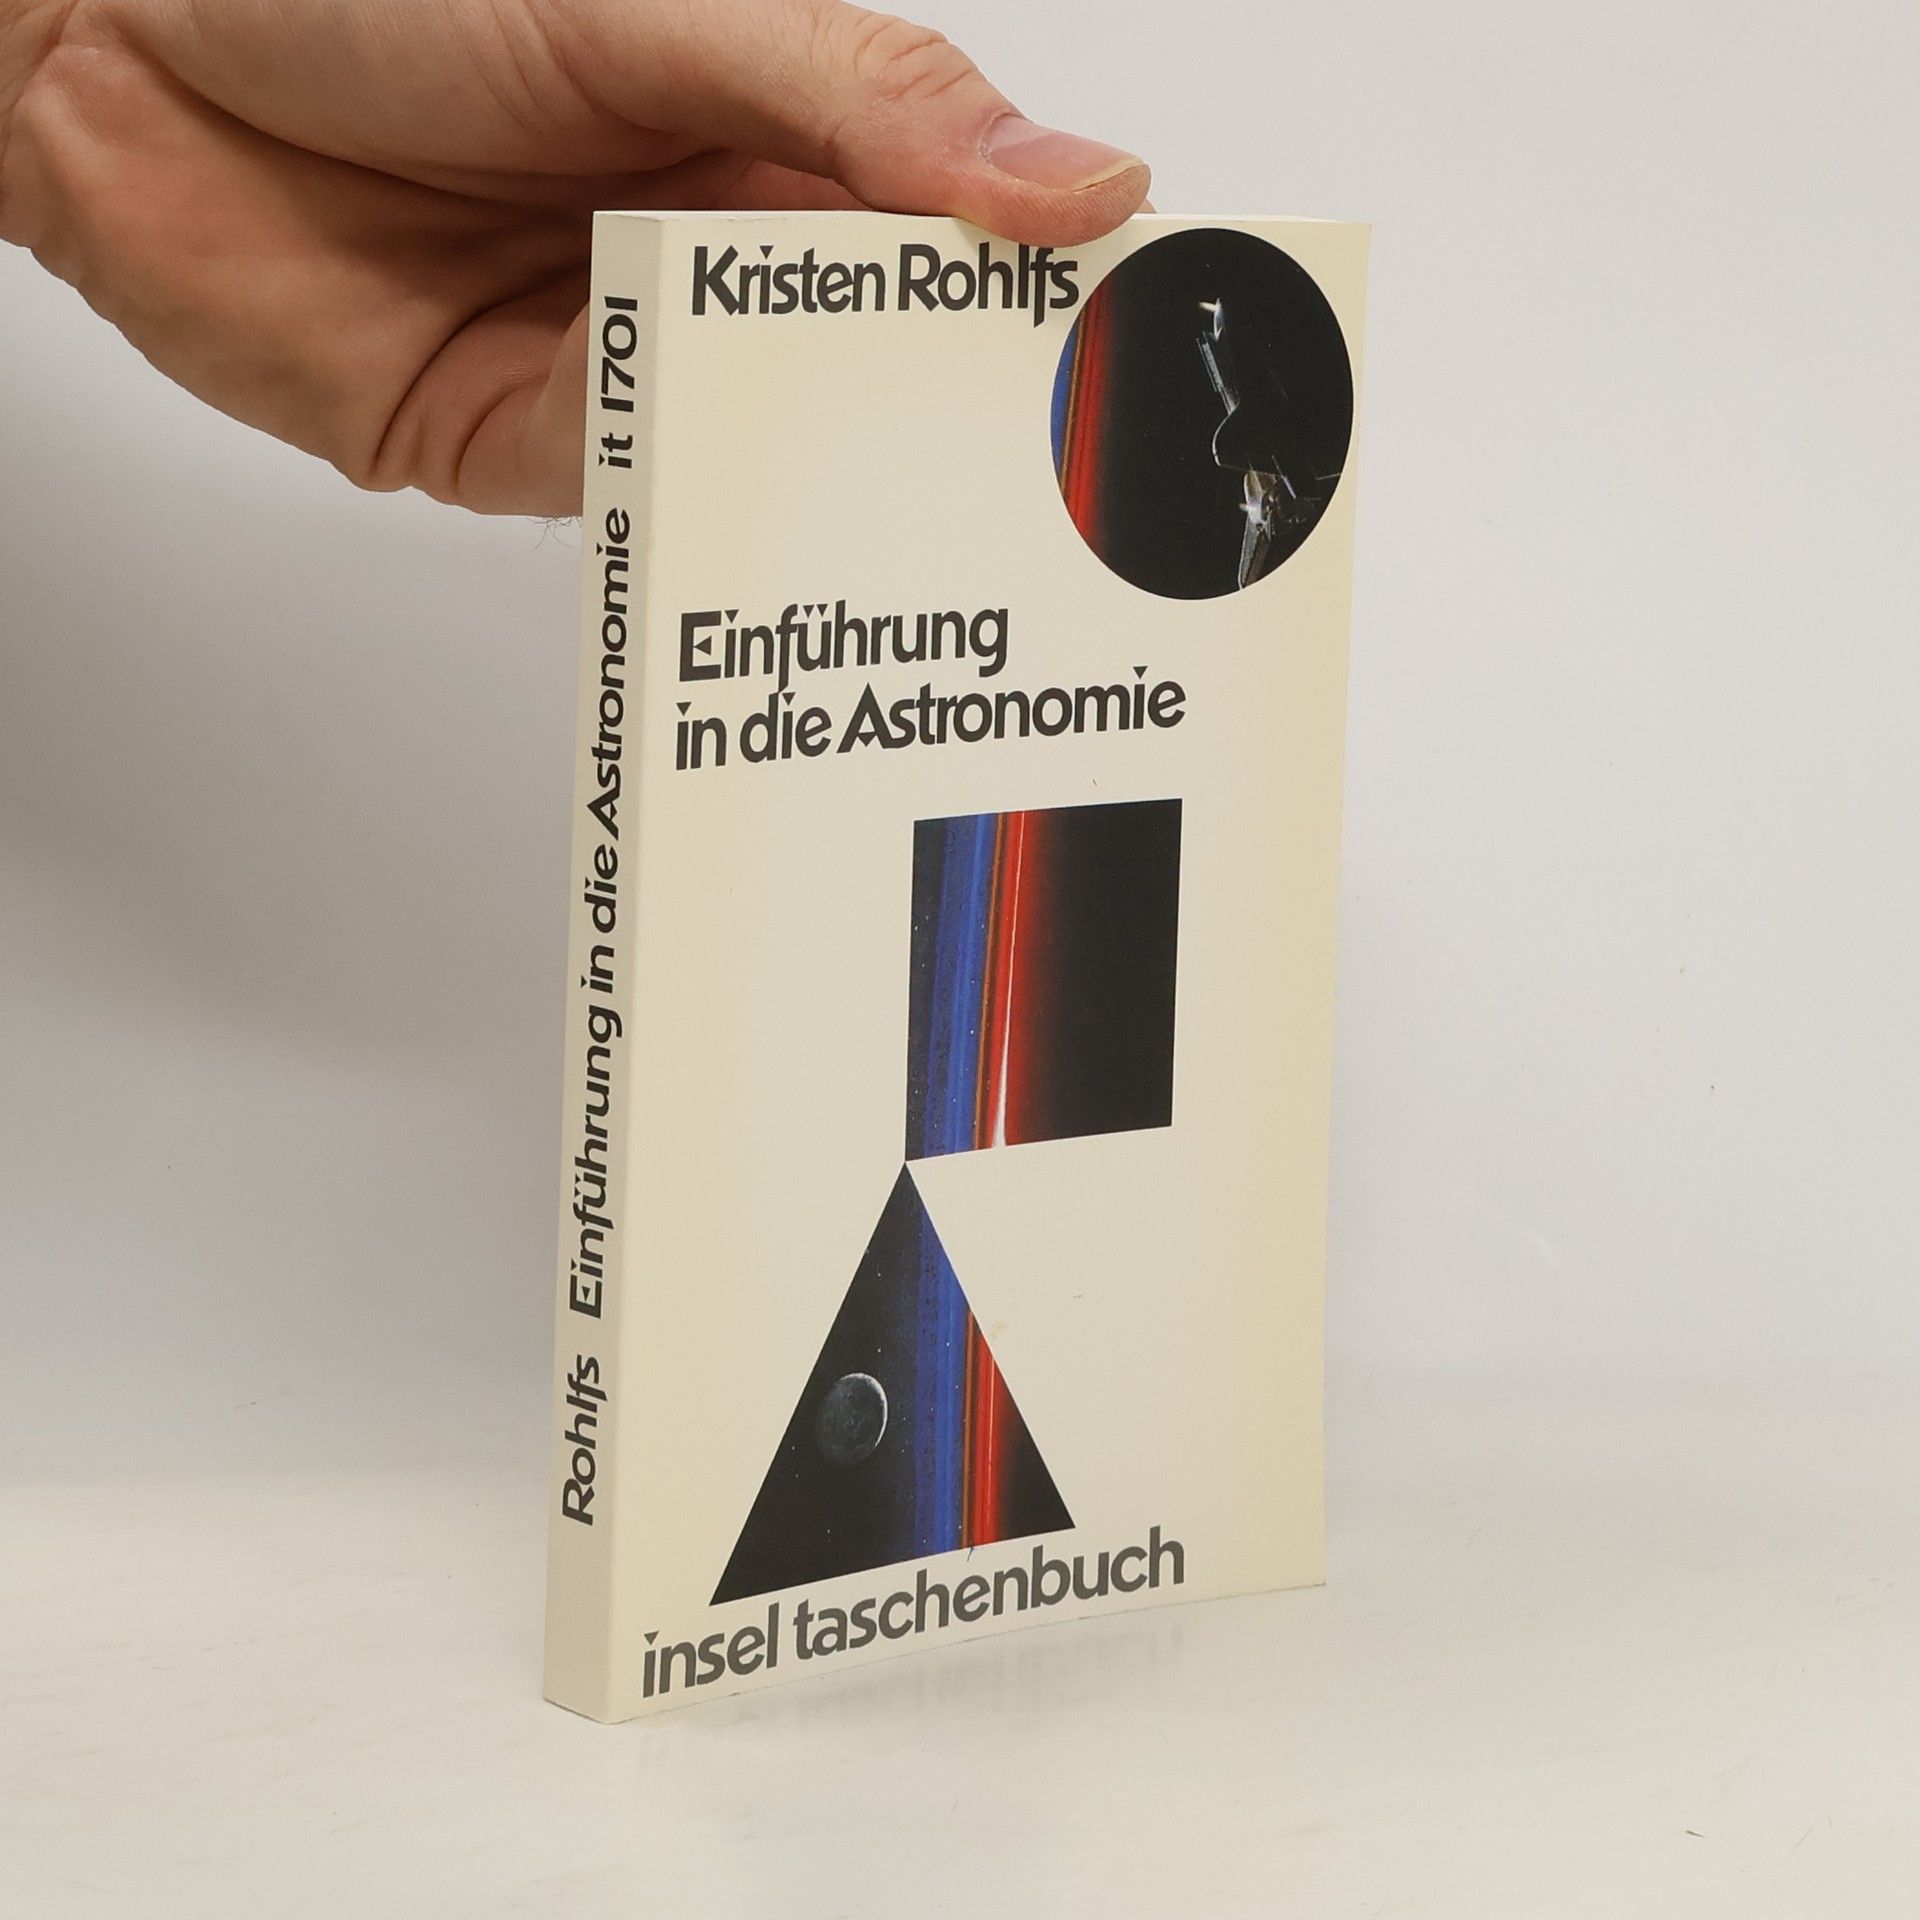 Kristen Rohlfs
Einführung
in die Astronomie
insel taschenbuch
Rohlfs Einführung in die Astronomie it 1701